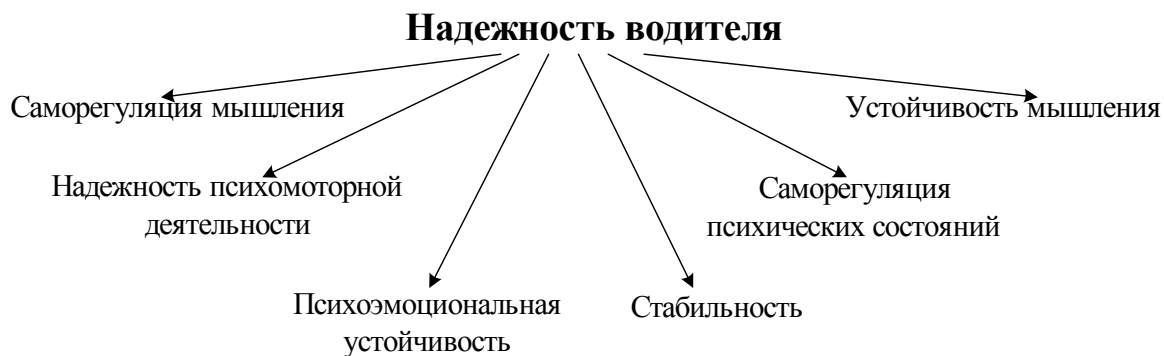 Надежность водителя
Саморегуляция мышления
Устойчивость мышления
Надежность психомоторной
деятельности
Саморегуляция
психических состояний
Психоэмоциональная
устойчивость
Стабильность